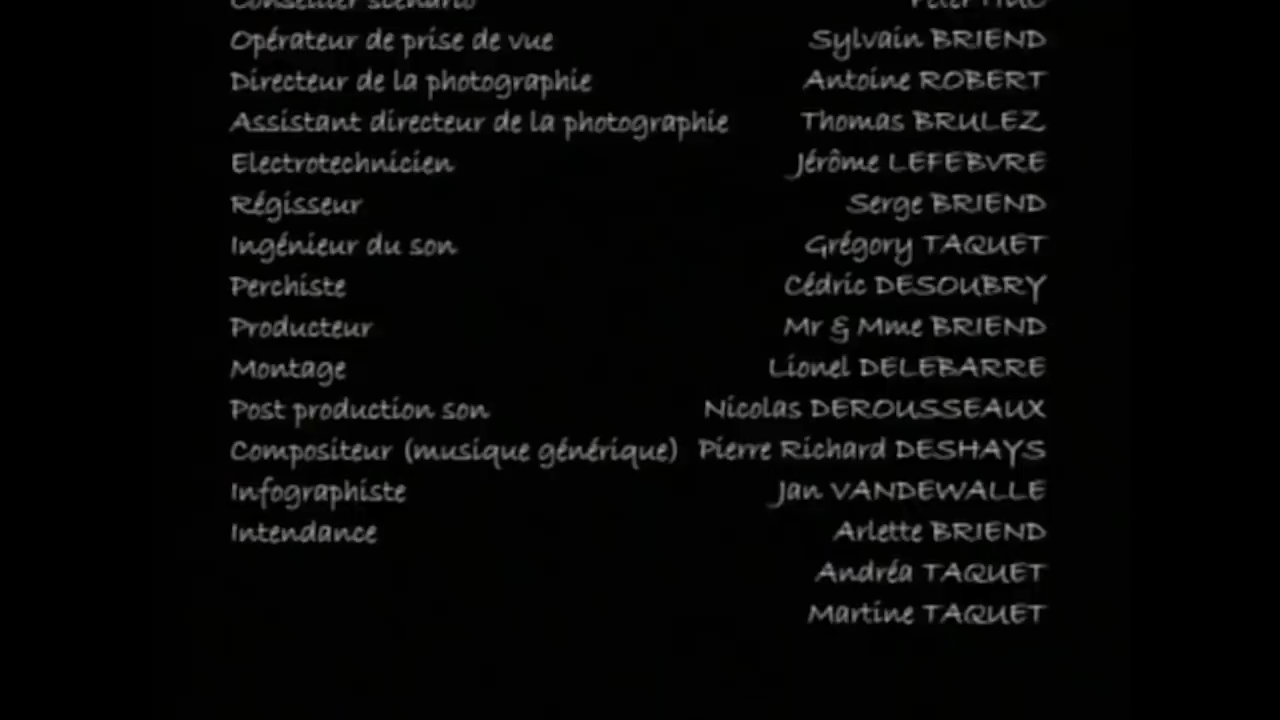 Conseiller scénario Peter
Opérateur de prise de vue Sylvain BRIEND
Directeur de la photographie Antoine ROBERT
Assistant directeur de la photographie Thomas BRULEZ
Electrotechnicien Jérôme LEFEBVRE
Régisseur Serge BRIEND
Ingénieur du son Grégory TAQUET
Perchiste Cédric DESOUBRY
Producteur Mr & Mme BRIEND
Montage Lionel DELEBARRE
Post production son Nicolas DEROUSSEAUX
Compositeur (musique générique) Pierre Richard DESHAYS
Infographiste Jan VANDEWALLE
Intendance Arlette BRIEND
Andréa TAQUET
Martine TAQUET